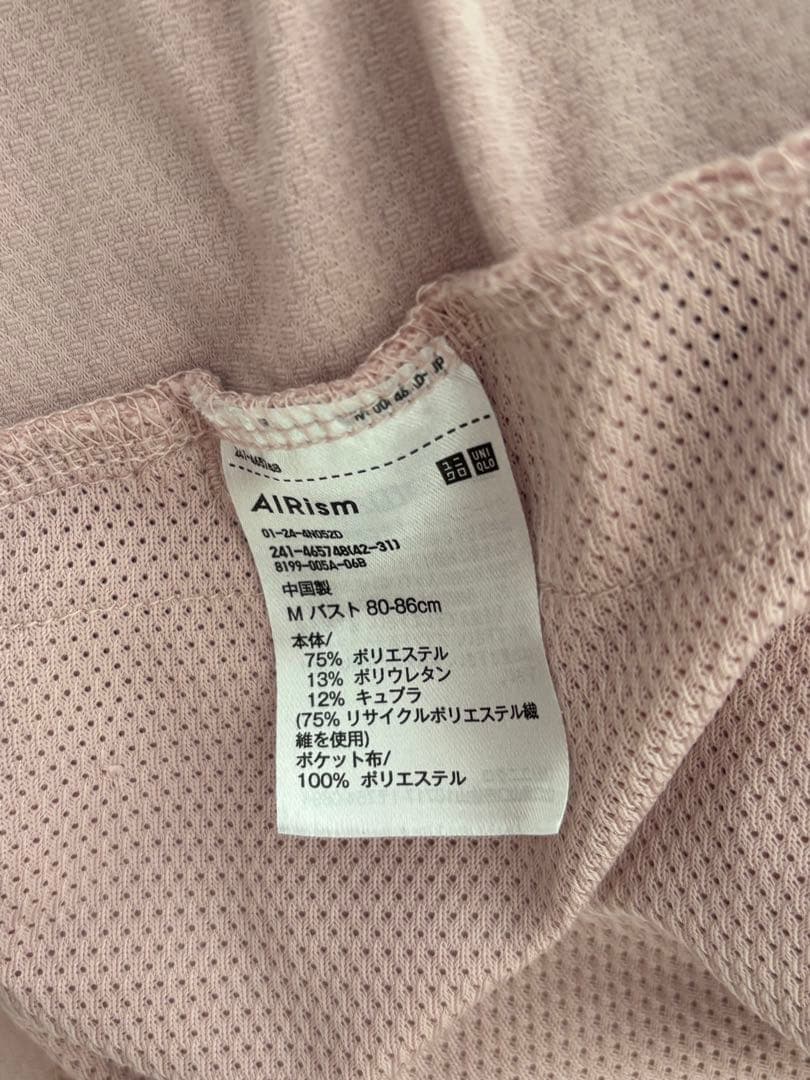 ユニクロ UNIQLO
AIRism
01-24-4N052D
241-465748(42-31)
8199-005A-06B
中国製
M バスト 80-86cm
本体/
75% ポリエステル
13% ポリウレタン
12% キュプラ
(75% リサイクルポリエステル繊
維を使用)
ポケット布/
100% ポリエステル